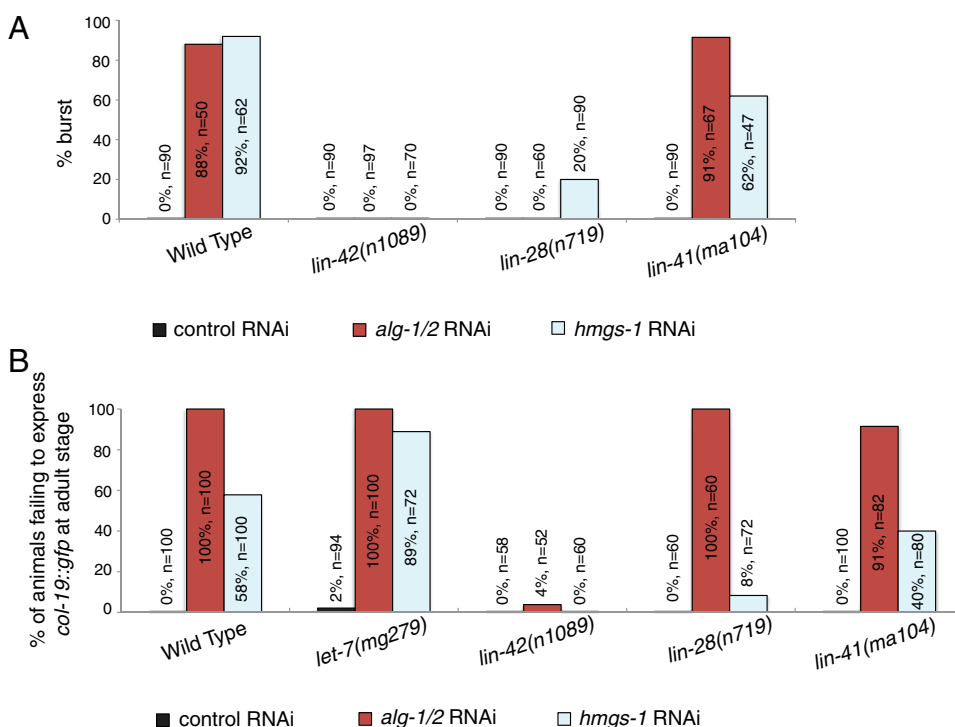 A
% burst
100
80
60
40
20
0
0%, n=90
88%, n=50
92%, n=62
0%, n=90
0%, n=97
0%, n=70
0%, n=90
0%, n=60
20%, n=90
0%, n=90
91%, n=67
62%, n=47
Wild Type
lin-42(n1089)
lin-28(n719)
lin-41(ma104)
control RNAi
alg-1/2 RNAi
hmgs-1 RNAi
B
% of animals failing to express
col-19::gfp at adult stage
100
80
60
40
20
0
0%, n=100
100%, n=100
58%, n=100
2%, n=94
100%, n=100
89%, n=72
0%, n=58
4%, n=52
0%, n=60
0%, n=60
100%, n=60
8%, n=72
0%, n=100
91%, n=82
40%, n=80
Wild Type
let-7(mg279)
lin-42(n1089)
lin-28(n719)
lin-41(ma104)
control RNAi
alg-1/2 RNAi
hmgs-1 RNAi